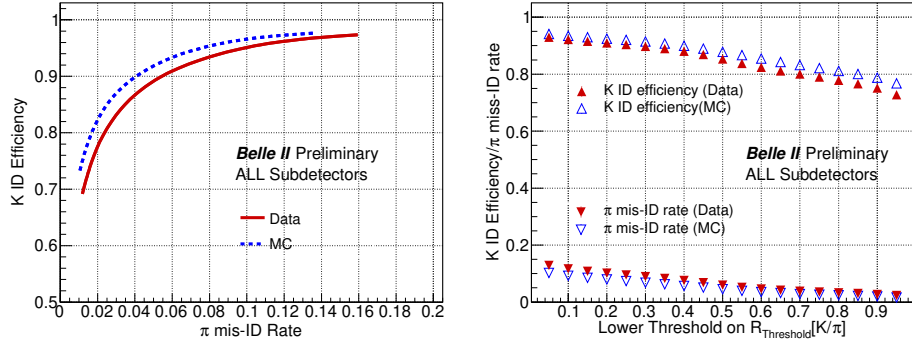 K ID Efficiency
1
0.9
0.8
0.7
0.6
0.5
Belle II Preliminary
ALL Subdetectors
Data
MC
0 0.02 0.04 0.06 0.08 0.10 0.12 0.14 0.16 0.18 0.2
π mis-ID Rate
K ID Efficiency/π miss-ID rate
1
0.8
0.6
0.4
0.2
0
K ID efficiency (Data)
K ID efficiency(MC)
Belle II Preliminary
ALL Subdetectors
π mis-ID rate (Data)
π mis-ID rate (MC)
0.1 0.2 0.3 0.4 0.5 0.6 0.7 0.8 0.9
Lower Threshold on R_Threshold[K/π]